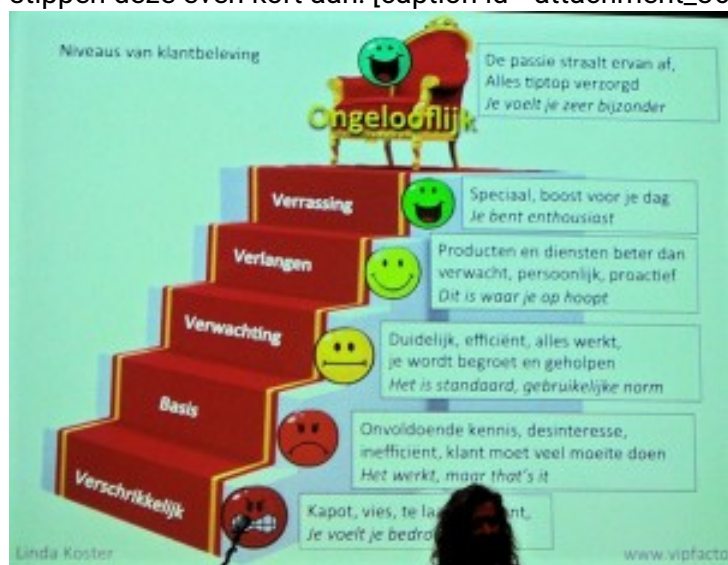 stippen deze even kort aan. [caption id="attachment_
Niveaus van klantbeleving
De passie straalt ervan af,
Alles tiptop verzorgd
Je voelt je zeer bijzonder
Ongelooflijk
Verrassing
Speciaal, boost voor je dag
Je bent enthousiast
Verlangen
Producten en diensten beter dan
verwacht, persoonlijk, proactief
Dit is waar je op hoopt
Verwachting
Duidelijk, efficiënt, alles werkt,
je wordt begroet en geholpen
Het is standaard, gebruikelijke norm
Basis
Onvoldoende kennis, desinteresse,
inefficiënt, klant moet veel moeite doen
Het werkt, maar that's it
Verschrikkelijk
Kapot, vies, te
Je voelt je
Linda Koster
www.vipfacto